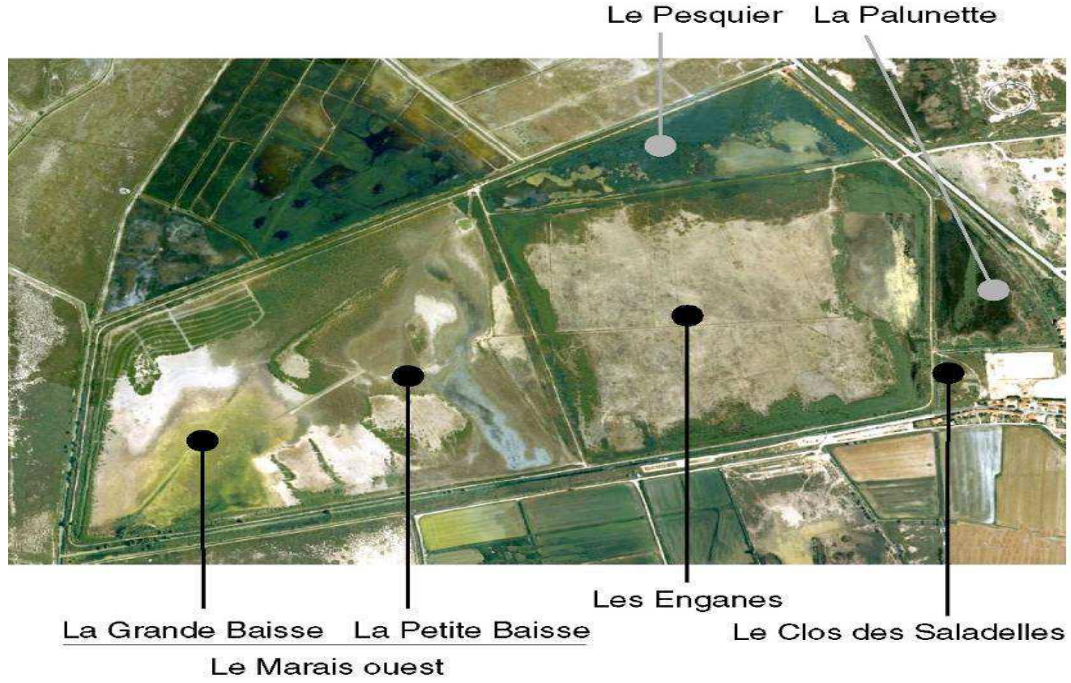 Le Pesquier La Palunette
Les Enganes
La Grande Baisse La Petite Baisse
Le Clos des Saladelles
Le Marais ouest